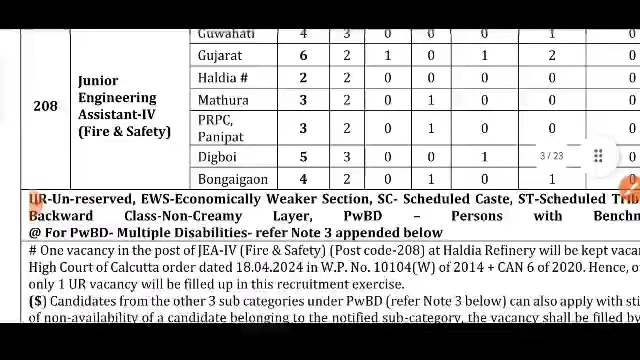 Guwahati 4 3 0 0 0 1 0
Gujarat 6 2 1 0 1 2 0
Haldia # 2 2 0 0 0 0 0
Mathura 3 2 0 1 0 0 0
PRPC, Panipat 3 2 0 1 0 0
Digboi 5 3 0 0 1
Bongaigaon 4 2 0 1 0 1 0
208
Junior
Engineering
Assistant-IV
(Fire & Safety)
3 / 23
UR-Un-reserved, EWS-Economically Weaker Section, SC- Scheduled Caste, ST-Scheduled
Backward Class-Non-Creamy Layer, PwBD – Persons with
@ For PwBD- Multiple Disabilities- refer Note 3 appended below
# One vacancy in the post of JEA-IV (Fire & Safety) (Post code-208) at Haldia Refinery will be kept
High Court of Calcutta order dated 18.04.2024 in W.P. No. 10104(W) of 2014 + CAN 6 of 2020. Hence,
only 1 UR vacancy will be filled up in this recruitment exercise.
($) Candidates from the other 3 sub categories under PwBD (refer Note 3 below) can also apply with
of non-availability of a candidate belonging to the notified sub-category, the vacancy shall be filled by